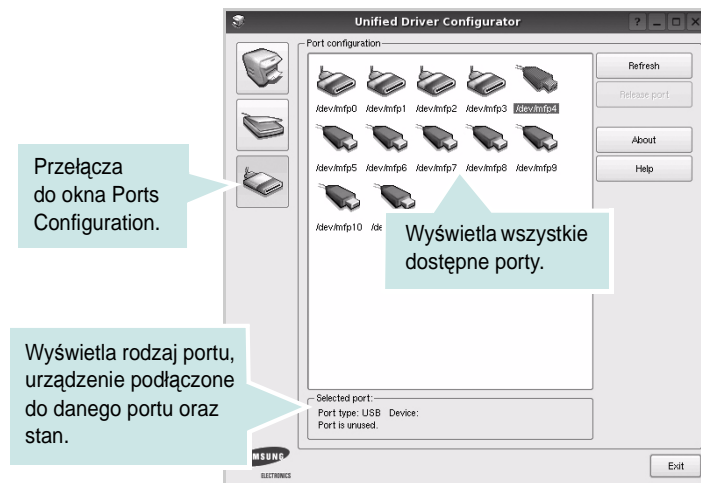 Unified Driver Configurator
Port configuration
/dev/mfp0 /dev/mfp1 /dev/mfp2 /dev/mfp3 /dev/mfp4
/dev/mfp5 /dev/mfp6 /dev/mfp7 /dev/mfp8 /dev/mfp9
/dev/mfp10
Refresh
Release port
About
Help
Przełącza
do okna Ports
Configuration.
Wyświetla wszystkie
dostępne porty.
Wyświetla rodzaj portu,
urządzenie podłączone
do danego portu oraz
stan.
Selected port:
Port type: USB Device:
Port is unused.
MSUNG
ELECTRONICS
Exit